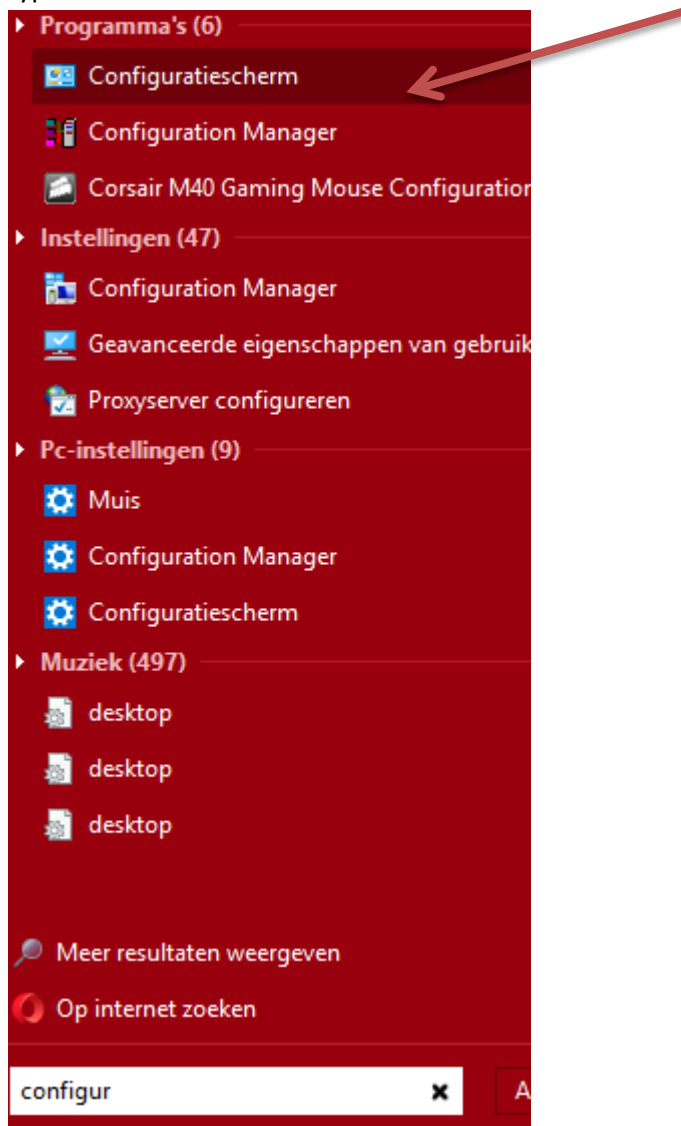 Programma's (6)
Configuratiescherm
Configuration Manager
Corsair M40 Gaming Mouse Configuration
Instellingen (47)
Configuration Manager
Geavanceerde eigenschappen van gebruik
Proxyserver configureren
Pc-instellingen (9)
Muis
Configuration Manager
Configuratiescherm
Muziek (497)
desktop
desktop
desktop
Meer resultaten weergeven
Op internet zoeken
configur
A